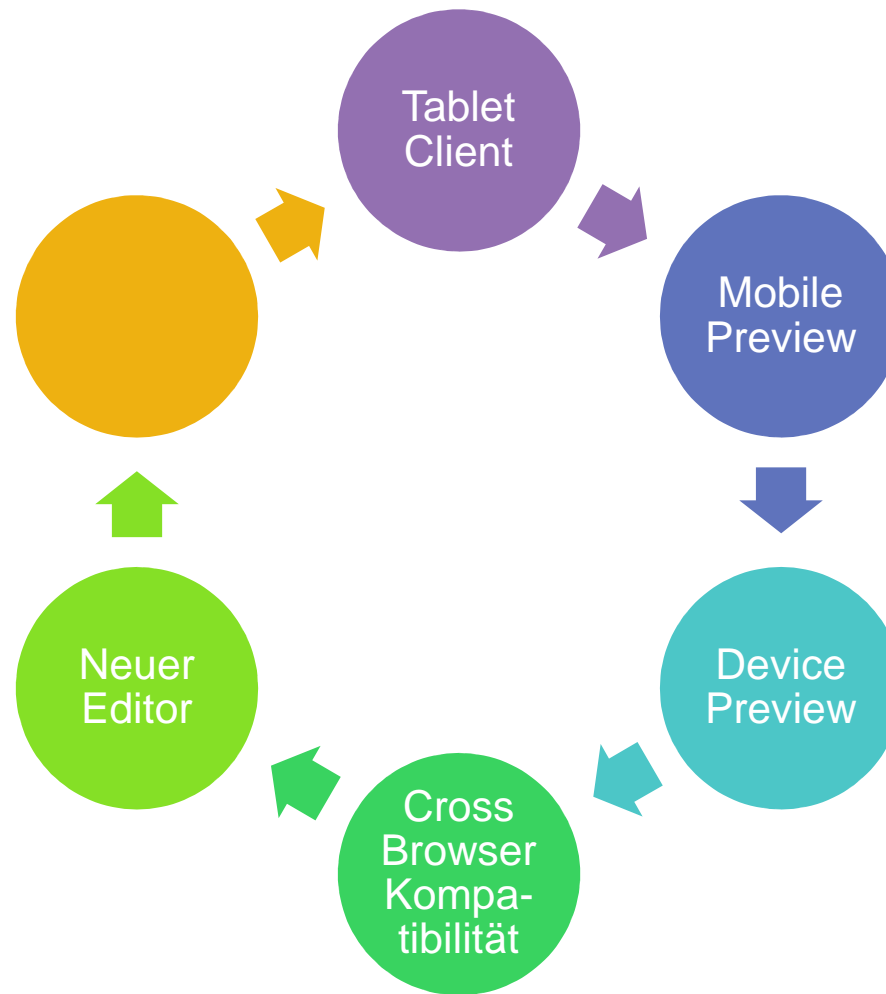 Tablet
Client
Mobile
Preview
Device
Preview
Cross
Browser
Kompa-
tibilität
Neuer
Editor